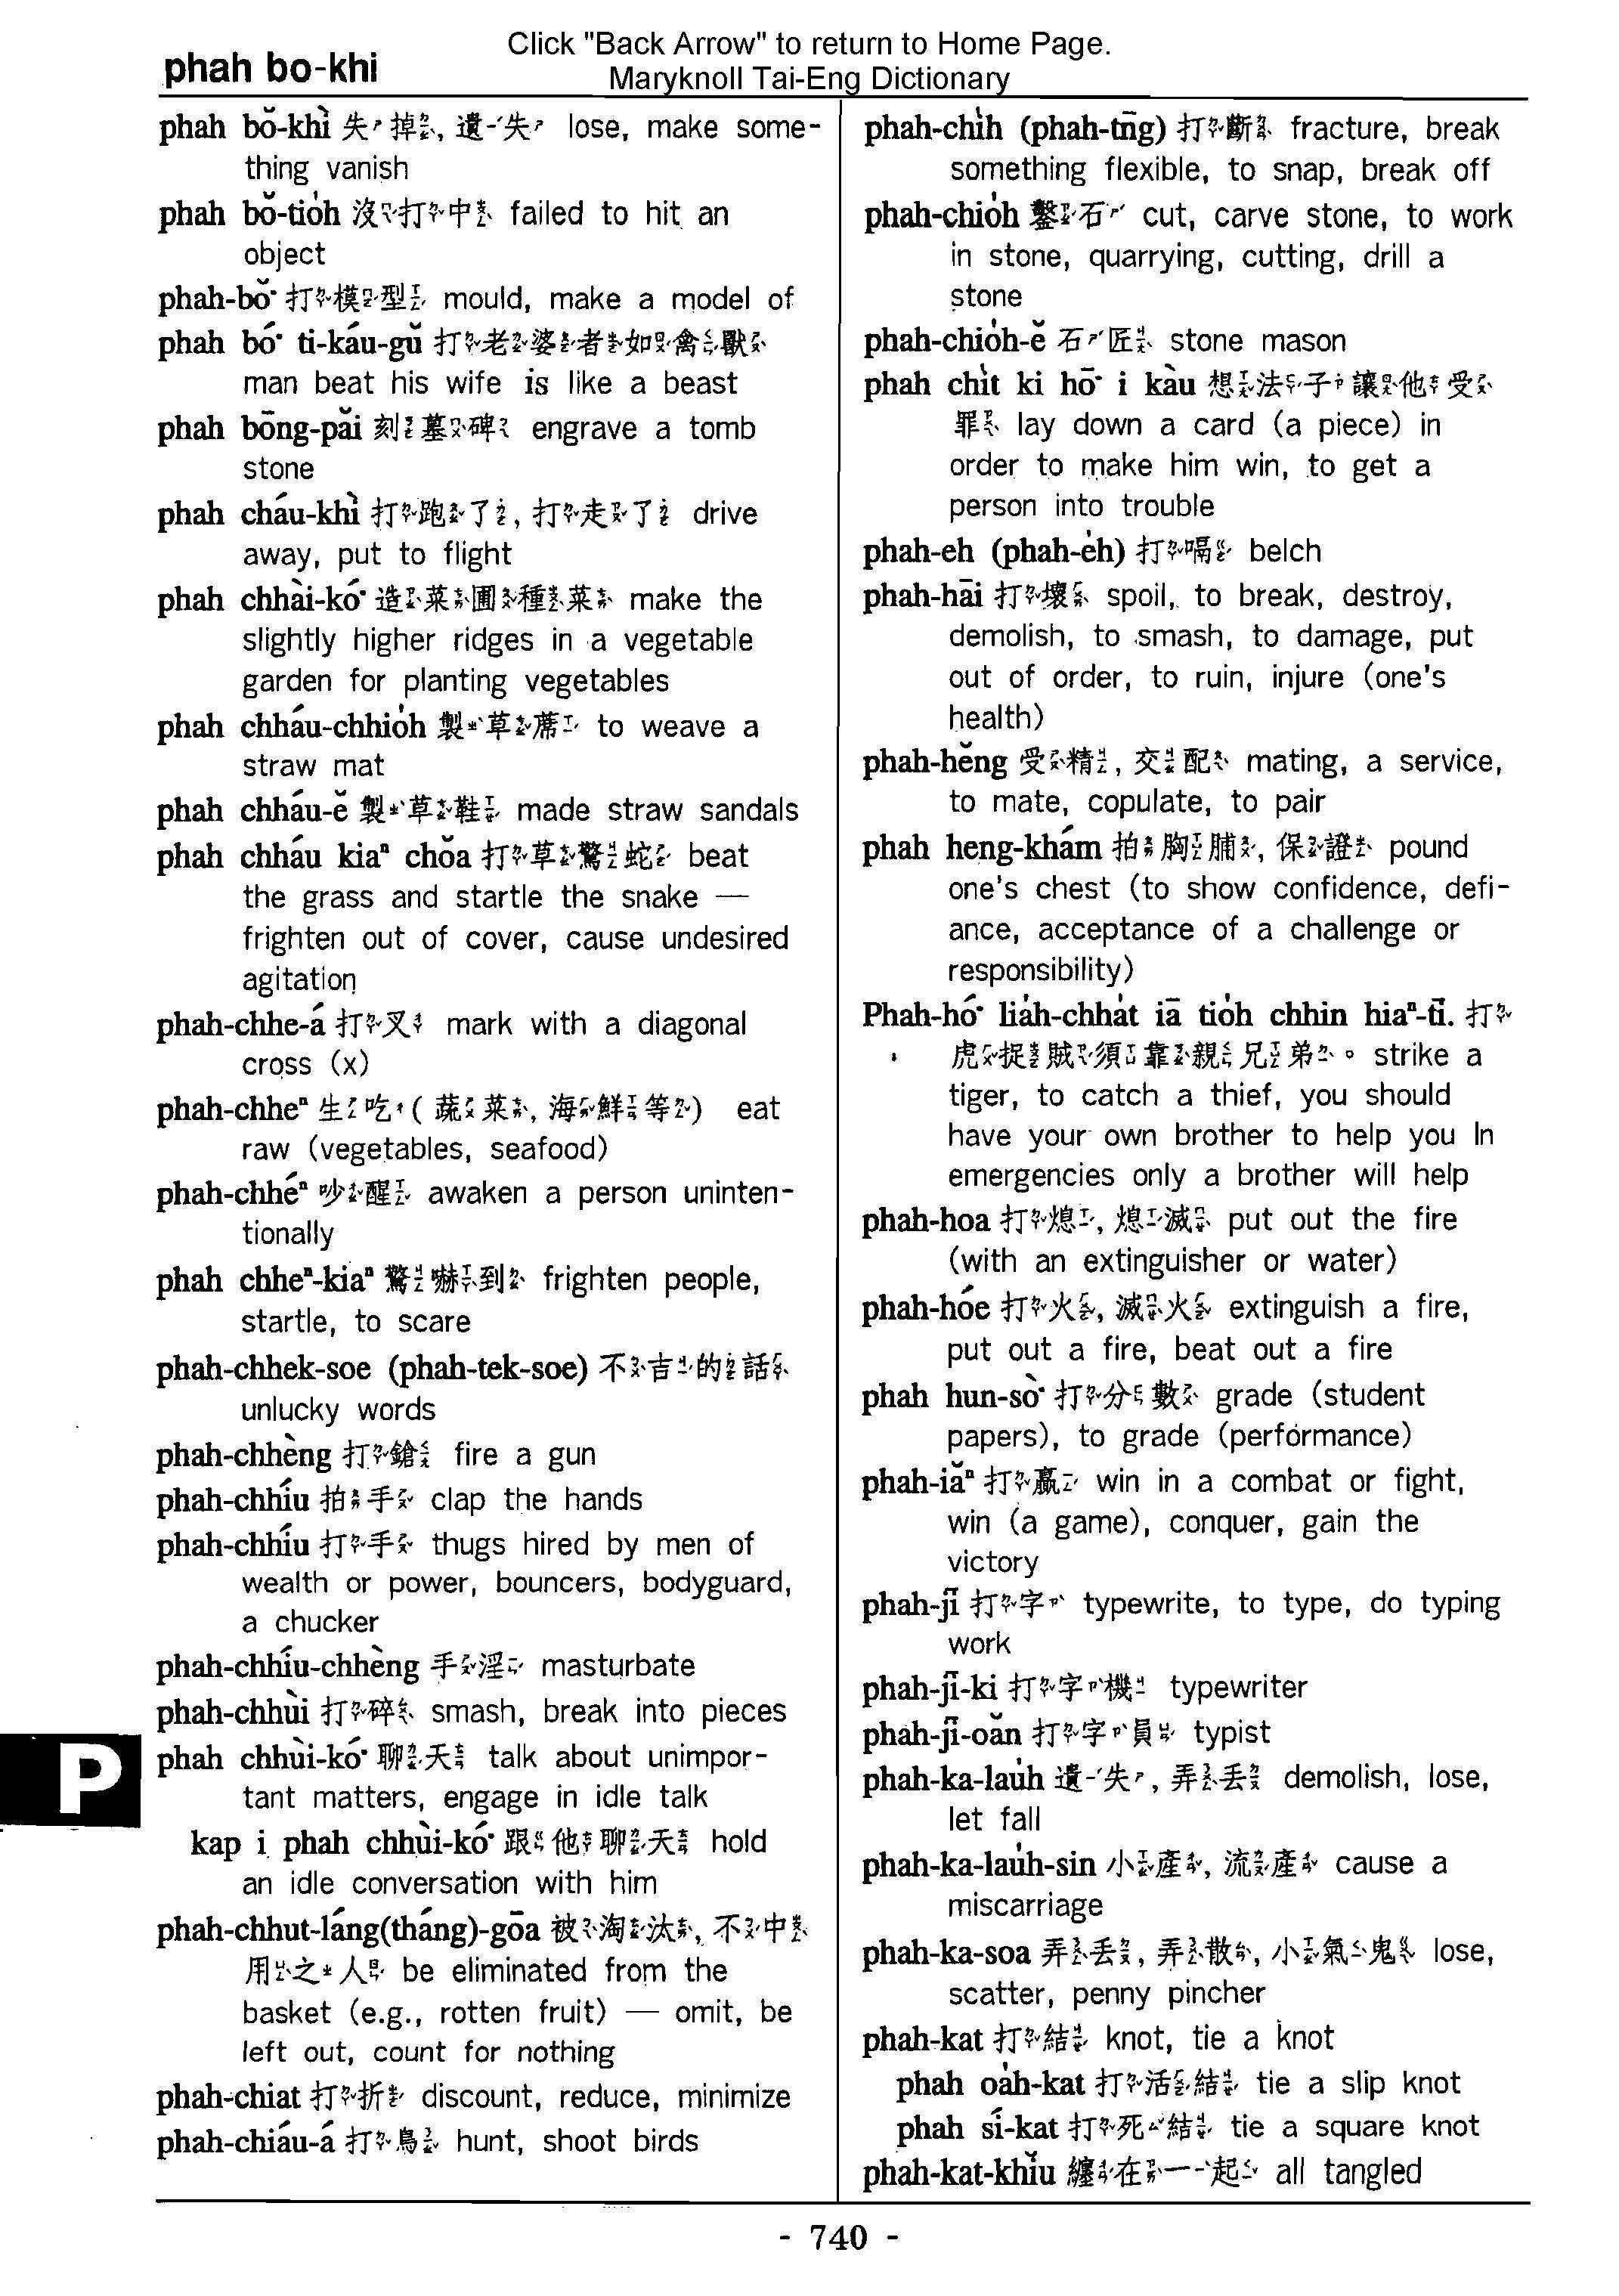 phah bo-khi
Click "Back Arrow" to return to Home Page.
Maryknoll Tai-Eng Dictionary
phah bŏ-khì 失掉, 遺失 lose, make some-
thing vanish
phah bŏ-tio̍h 沒打中 failed to hit an
object
phah-bŏ͘ 打模型 mould, make a model of
phah bó͘ ti-káu-gŭ 打老婆者如禽獸
man beat his wife is like a beast
phah bōng-păi 刻墓碑 engrave a tomb
stone
phah cháu-khì 打跑了, 打走了 drive
away, put to flight
phah chhài-kó͘ 造菜圃種菜 make the
slightly higher ridges in a vegetable
garden for planting vegetables
phah chháu-chhio̍h 製草蓆 to weave a
straw mat
phah chháu-ĕ 製草鞋 made straw sandals
phah chháu kiaⁿ chŏa 打草驚蛇 beat
the grass and startle the snake —
frighten out of cover, cause undesired
agitation
phah-chhe-á 打叉 mark with a diagonal
cross (x)
phah-chheⁿ 生吃 (蔬菜, 海鮮等) eat
raw (vegetables, seafood)
phah-chhéⁿ 吵醒 awaken a person uninten-
tionally
phah chheⁿ-kiaⁿ 驚嚇到 frighten people,
startle, to scare
phah-chhek-soe (phah-tek-soe) 不吉的話
unlucky words
phah-chhèng 打鎗 fire a gun
phah-chhíu 拍手 clap the hands
phah-chhíu 打手 thugs hired by men of
wealth or power, bouncers, bodyguard,
a chucker
phah-chhíu-chhèng 手淫 masturbate
phah-chhùi 打碎 smash, break into pieces
phah chhùi-kó͘ 聊天 talk about unimpor-
tant matters, engage in idle talk
kap i phah chhùi-kó͘ 跟他聊天 hold
an idle conversation with him
phah-chhut-láng(tháng)-gōa 被淘汰, 不中
用之人 be eliminated from the
basket (e.g., rotten fruit) — omit, be
left out, count for nothing
phah-chiat 打折 discount, reduce, minimize
phah-chiáu-á 打鳥 hunt, shoot birds
P
phah-chi̍h (phah-tn̄g) 打斷 fracture, break
something flexible, to snap, break off
phah-chio̍h 鑿石 cut, carve stone, to work
in stone, quarrying, cutting, drill a
stone
phah-chio̍h-ĕ 石匠 stone mason
phah chi̍t ki hō͘ i kàu 想法子讓他受
罪 lay down a card (a piece) in
order to make him win, to get a
person into trouble
phah-eh (phah-e̍h) 打嗝 belch
phah-hāi 打壞 spoil, to break, destroy,
demolish, to smash, to damage, put
out of order, to ruin, injure (one's
health)
phah-hĕng 受精, 交配 mating, a service,
to mate, copulate, to pair
phah heng-khám 拍胸脯, 保證 pound
one's chest (to show confidence, defi-
ance, acceptance of a challenge or
responsibility)
Phah-hó͘ lia̍h-chha̍t iā tio̍h chhin hiaⁿ-tī. 打
虎捉賊須靠親兄弟。 strike a
tiger, to catch a thief, you should
have your own brother to help you In
emergencies only a brother will help
phah-hoa 打熄, 熄滅 put out the fire
(with an extinguisher or water)
phah-hóe 打火, 滅火 extinguish a fire,
put out a fire, beat out a fire
phah hun-sò͘ 打分數 grade (student
papers), to grade (performance)
phah-iăⁿ 打贏 win in a combat or fight,
win (a game), conquer, gain the
victory
phah-jī 打字 typewrite, to type, do typing
work
phah-jī-ki 打字機 typewriter
phah-jī-oăn 打字員 typist
phah-ka-la̍uh 遺失, 弄丟 demolish, lose,
let fall
phah-ka-la̍uh-sin 小產, 流產 cause a
miscarriage
phah-ka-soa 弄丟, 弄散, 小氣鬼 lose,
scatter, penny pincher
phah-kat 打結 knot, tie a knot
phah oa̍h-kat 打活結 tie a slip knot
phah sí-kat 打死結 tie a square knot
phah-kat-khĭu 纏在一起 all tangled
- 740 -